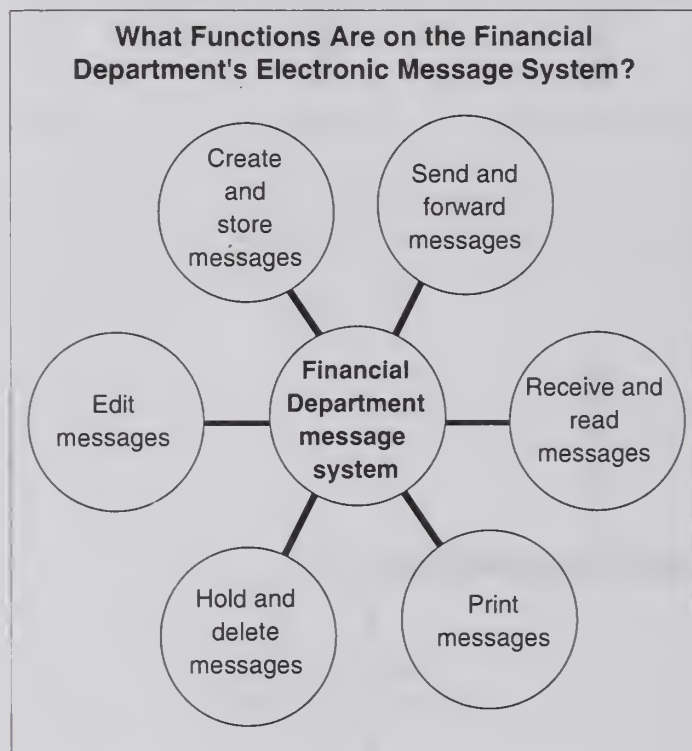 What Functions Are on the Financial
Department's Electronic Message System?
Create
and
store
messages
Send and
forward
messages
Edit
messages
Financial
Department
message
system
Receive and
read
messages
Hold and
delete
messages
Print
messages